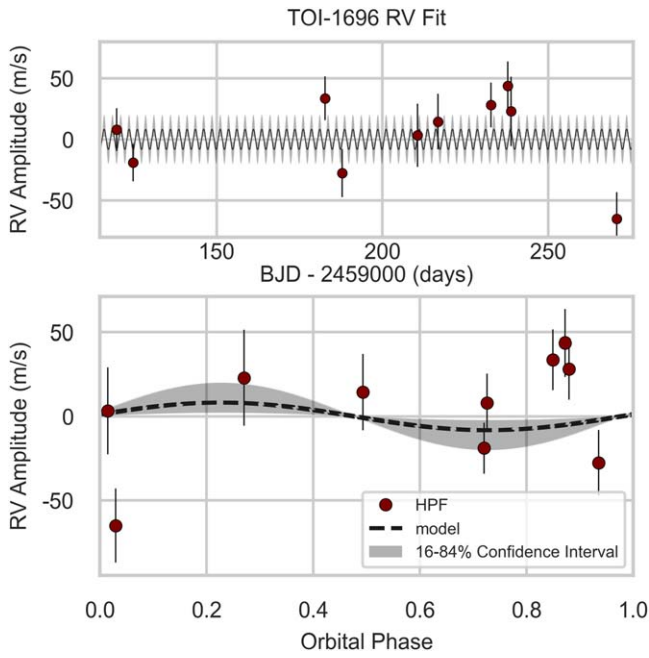 TOI-1696 RV Fit
RV Amplitude (m/s)
50
0
-50
150 200 250
BJD - 2459000 (days)
RV Amplitude (m/s)
50
0
-50
HPF
model
16-84% Confidence Interval
0.0 0.2 0.4 0.6 0.8 1.0
Orbital Phase